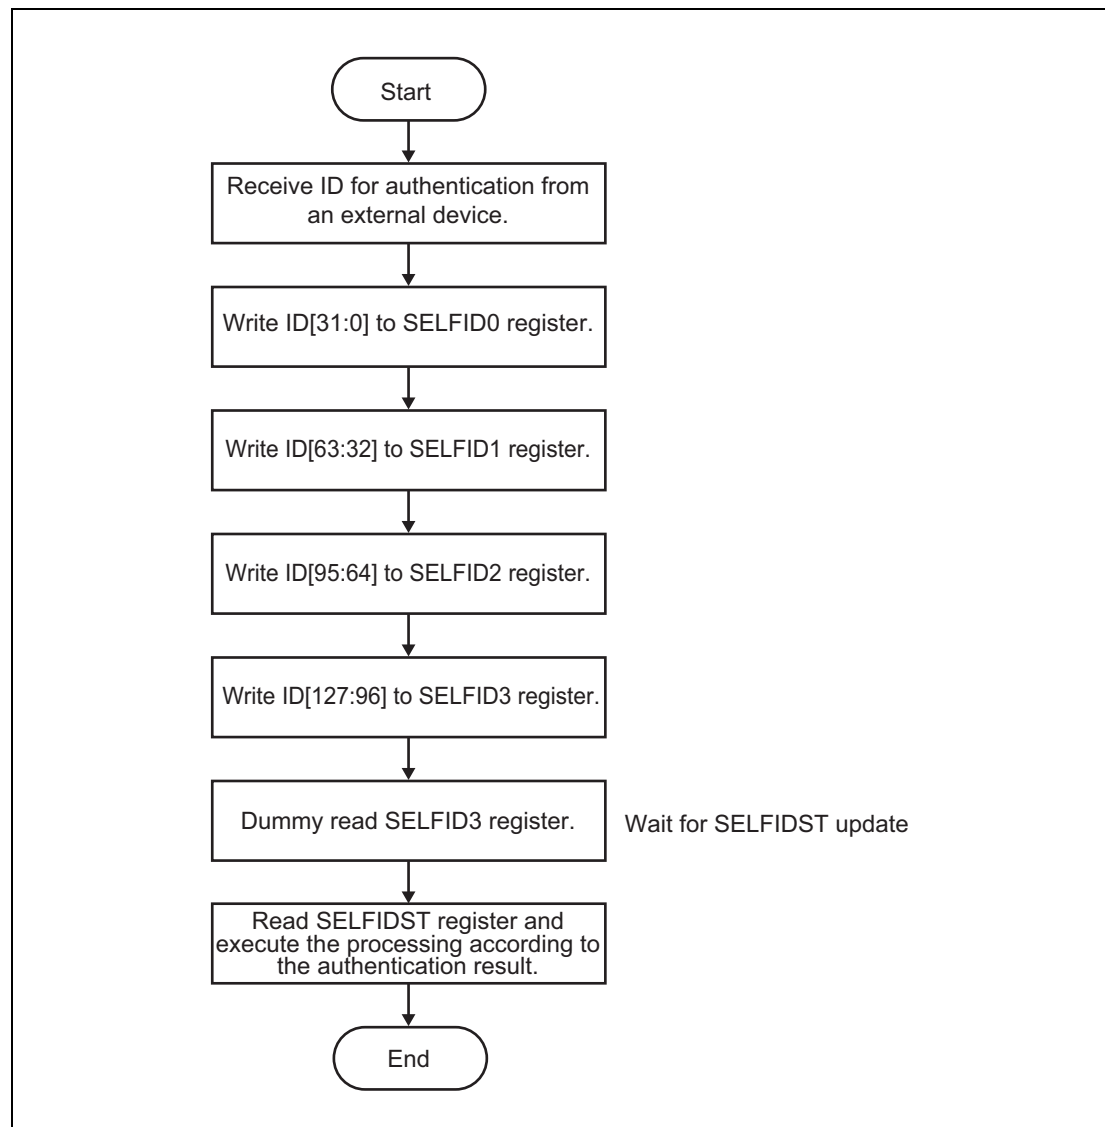 Start
Receive ID for authentication from
an external device.
Write ID[31:0] to SELFID0 register.
Write ID[63:32] to SELFID1 register.
Write ID[95:64] to SELFID2 register.
Write ID[127:96] to SELFID3 register.
Dummy read SELFID3 register.
Wait for SELFIDST update
Read SELFIDST register and
execute the processing according to
the authentication result.
End